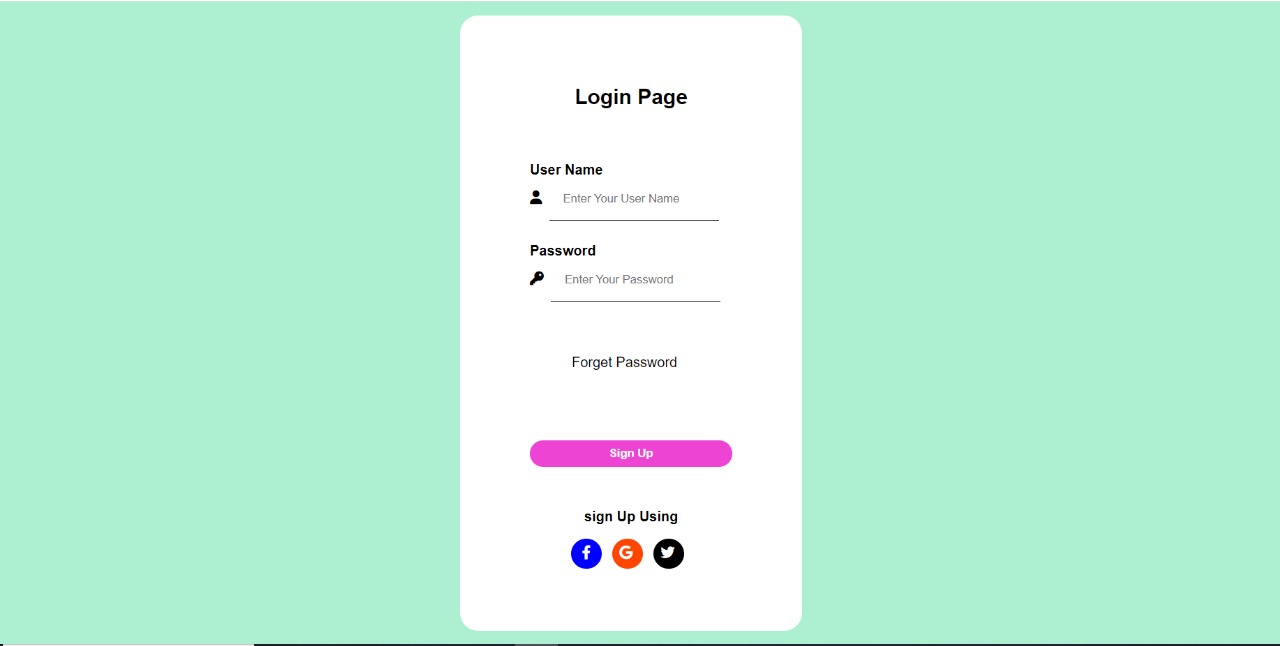 Login Page
User Name
Enter Your User Name
Password
Enter Your Password
Forget Password
Sign Up
sign Up Using